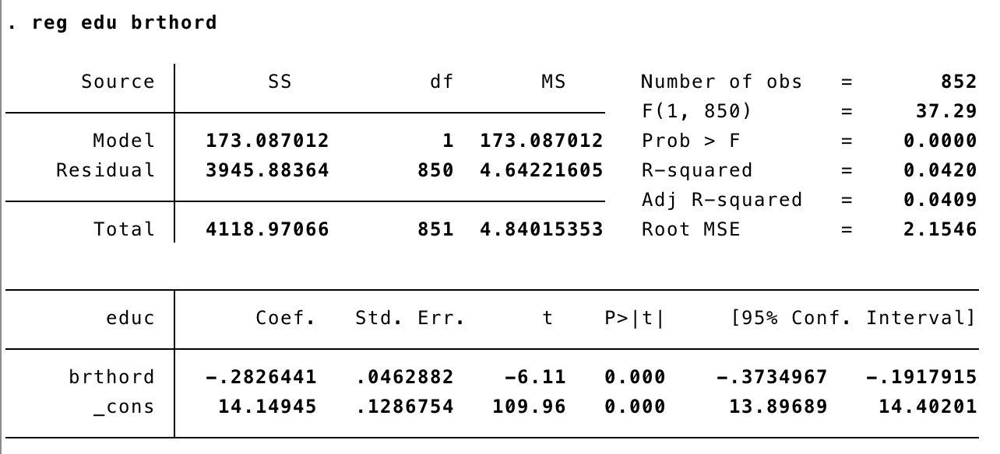 . reg edu brthord
Source SS df MS Number of obs = 852
F(1, 850) = 37.29
Model 173.087012 1 173.087012 Prob > F = 0.0000
Residual 3945.88364 850 4.64221605 R-squared = 0.0420
Adj R-squared = 0.0409
Total 4118.97066 851 4.84015353 Root MSE = 2.1546
educ Coef. Std. Err. t P>|t| [95% Conf. Interval]
brthord -.2826441 .0462882 -6.11 0.000 -.3734967 -.1917915
_cons 14.14945 .1286754 109.96 0.000 13.89689 14.40201